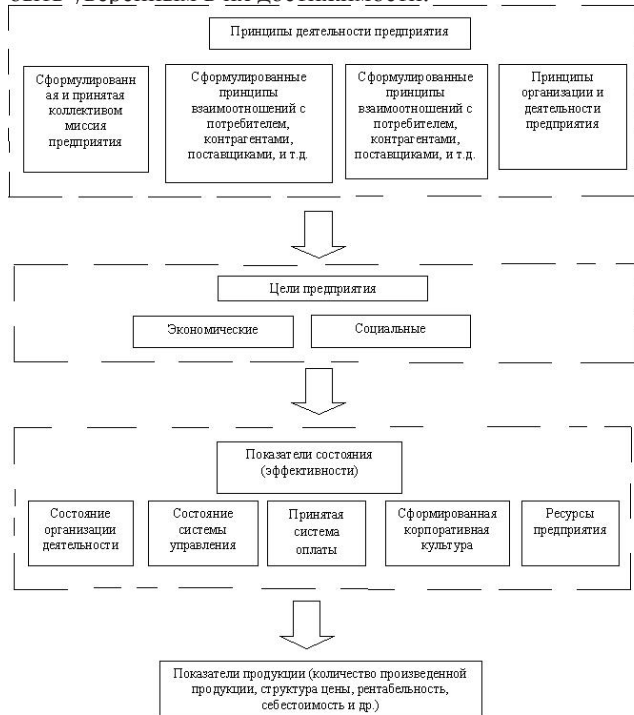 Принципы деятельности предприятия
Сформулированн
ая и принятая
коллективом
миссия
предприятия
Сформулированные
принципы
взаимоотношений с
потребителем,
контрагентами,
поставщиками, и т.д.
Сформулированные
принципы
взаимоотношений с
потребителем,
контрагентами,
поставщиками, и т.д.
Принципы
организации и
деятельности
предприятия
Цели предприятия
Экономические
Социальные
Показатели состояния
(эффективности)
Состояние
организации
деятельности
Состояние
системы
управления
Принятая
система
оплаты
Сформированная
корпоративная
культура
Ресурсы
предприятия
Показатели продукции (количество произведенной
продукции, структура цены, рентабельность,
себестоимость и др.)